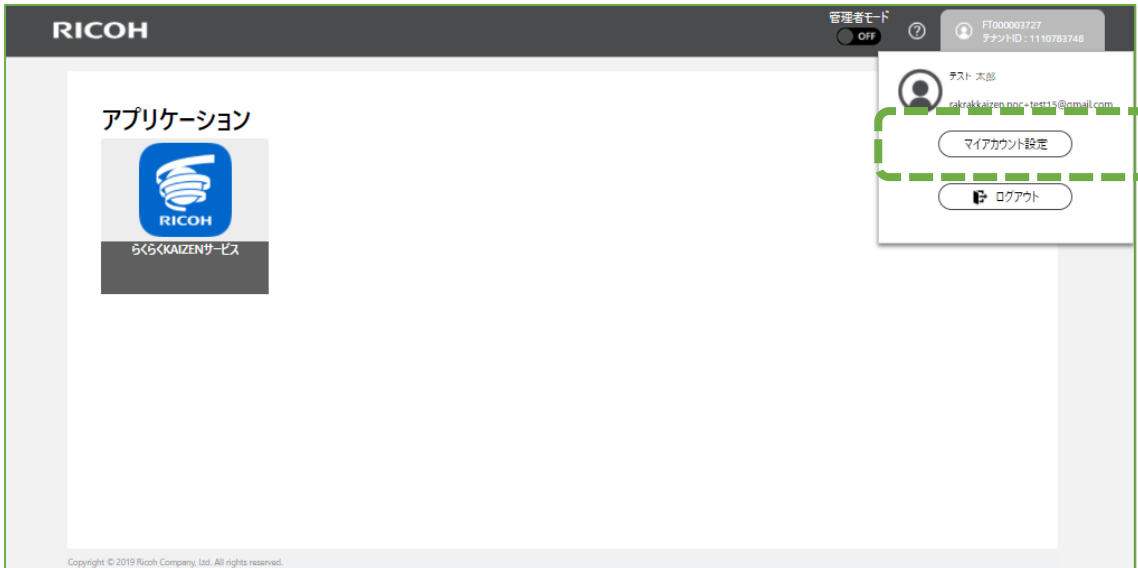 RICOH
管理者モード
OFF
?
FT000003727
テナントID : 1110783748
テスト 太郎
rakrakkaizen.poc+test15@gmail.com
マイアカウント設定
ログアウト
アプリケーション
RICOH
らくらくKAIZENサービス
Copyright © 2019 Ricoh Company, Ltd. All rights reserved.